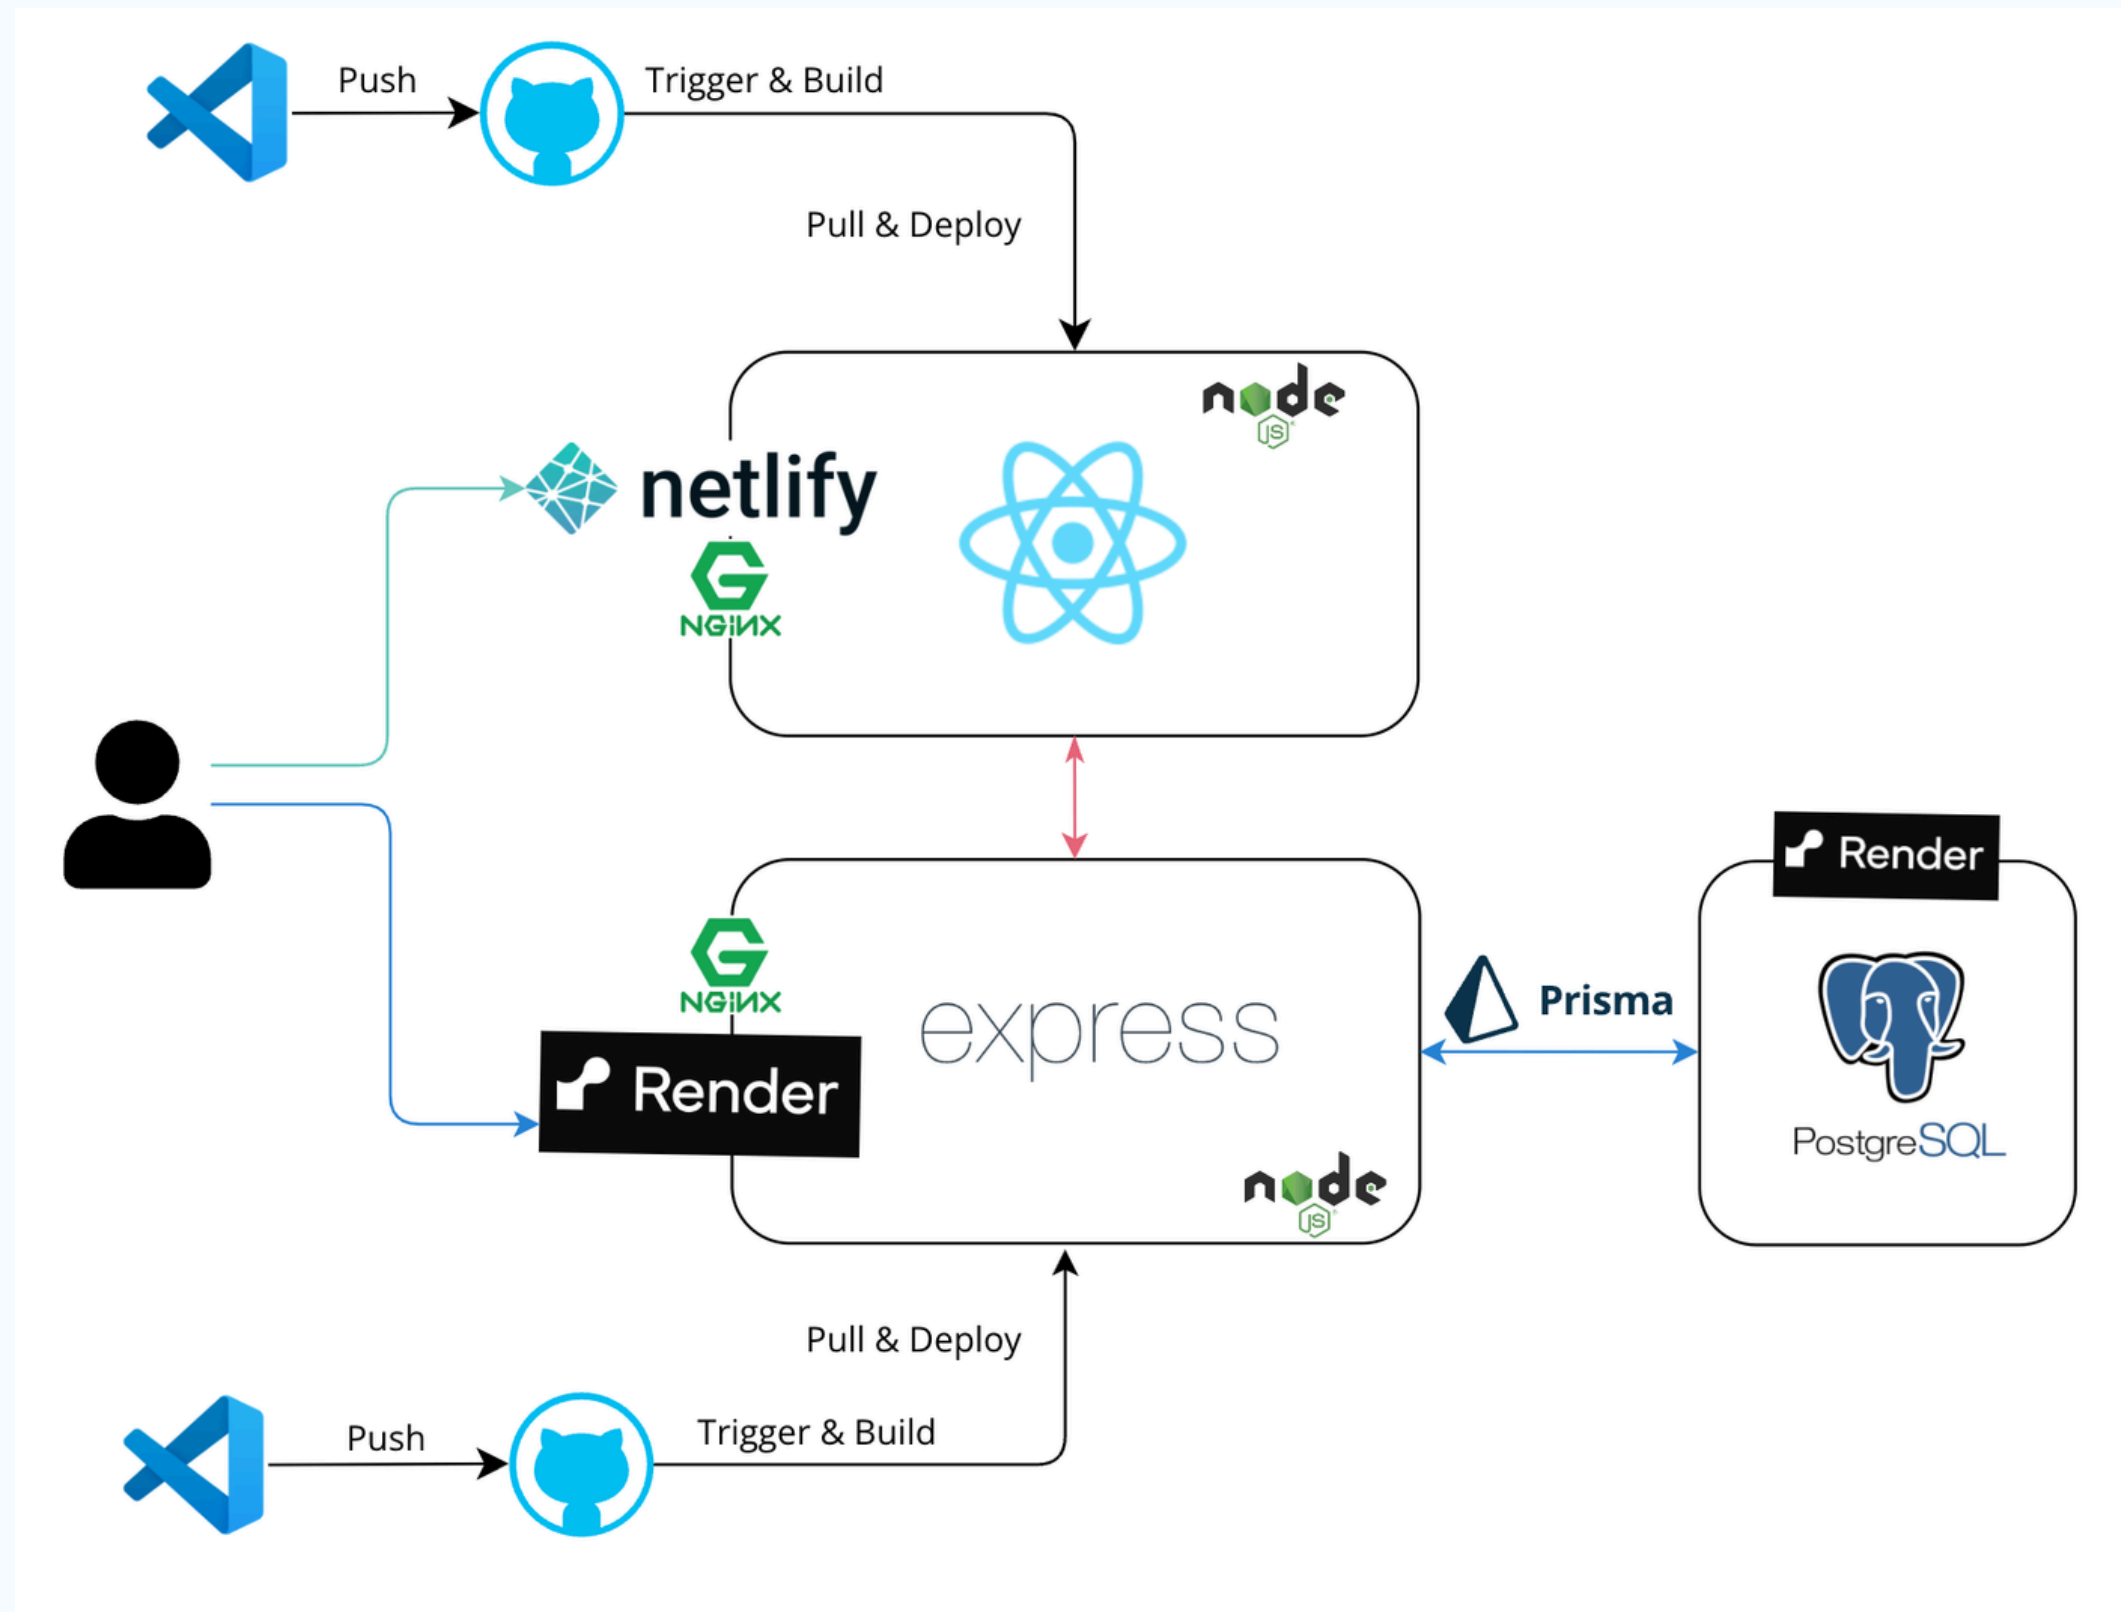 Push
Trigger & Build
Pull & Deploy
node
JS
netlify
NGINX
Render
NGINX
express
Prisma
Render
PostgreSQL
node
JS
Pull & Deploy
Push
Trigger & Build